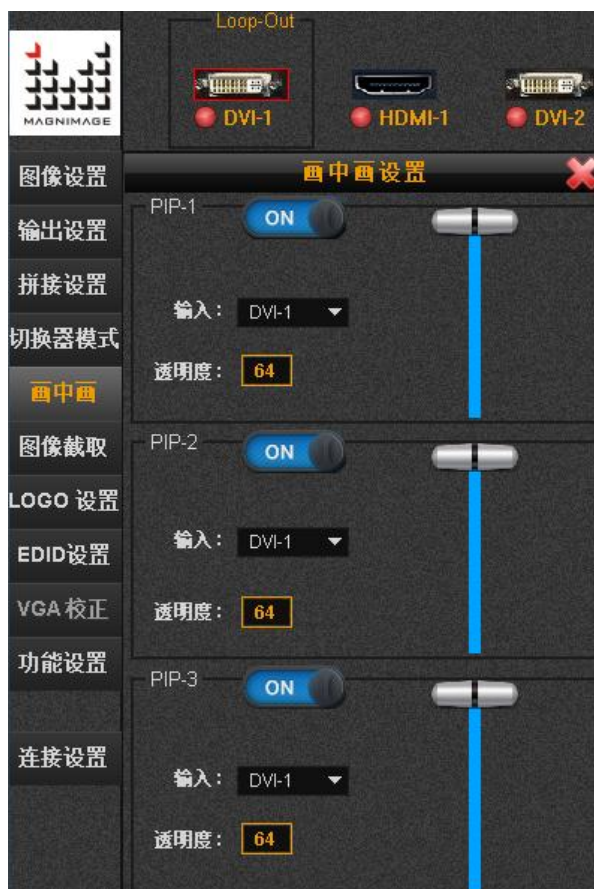 Loop-Out
MAGNIMAGE
DVI-1
HDMI-1
DVI-2
图像设置
输出设置
拼接设置
切换器模式
画中画
图像截取
LOGO 设置
EDID设置
VGA 校正
功能设置
连接设置
画中画设置
PIP-1
ON
输入：
DVI-1
透明度：
64
PIP-2
ON
输入：
DVI-1
透明度：
64
PIP-3
ON
输入：
DVI-1
透明度：
64